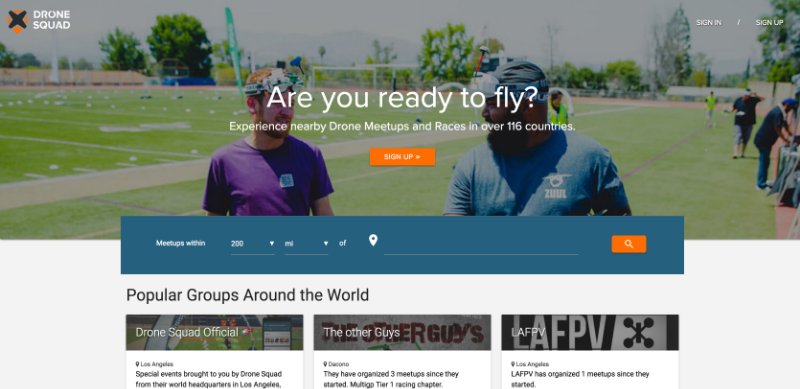 DRONE
SQUAD
SIGN IN / SIGN UP
Are you ready to fly?
Experience nearby Drone Meetups and Races in over 116 countries.
SIGN UP »
ZUUL
Meetups within 200 mi of
Popular Groups Around the World
Drone Squad Official
The other Guys
THE OTHER GUYS
LAFPV
LAFPV
Los Angeles
Special events brought to you by Drone Squad
from their world headquarters in Los Angeles,
Dacono
They have organized 3 meetups since they
started. Multigp Tier 1 racing chapter.
Los Angeles
LAFPV has organized 1 meetups since they
started.